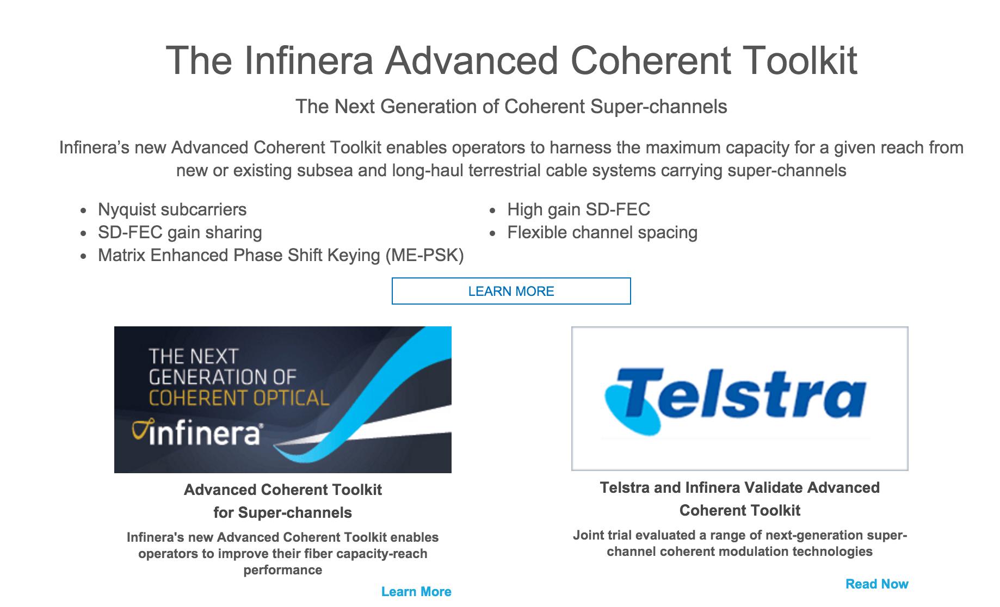 The Infinera Advanced Coherent Toolkit
The Next Generation of Coherent Super-channels
Infinera’s new Advanced Coherent Toolkit enables operators to harness the maximum capacity for a given reach from
new or existing subsea and long-haul terrestrial cable systems carrying super-channels
• Nyquist subcarriers
• SD-FEC gain sharing
• Matrix Enhanced Phase Shift Keying (ME-PSK)
• High gain SD-FEC
• Flexible channel spacing
LEARN MORE
THE NEXT
GENERATION OF
COHERENT OPTICAL
infinera®
Advanced Coherent Toolkit
for Super-channels
Infinera's new Advanced Coherent Toolkit enables
operators to improve their fiber capacity-reach
performance
Learn More
Telstra
Telstra and Infinera Validate Advanced
Coherent Toolkit
Joint trial evaluated a range of next-generation super-
channel coherent modulation technologies
Read Now